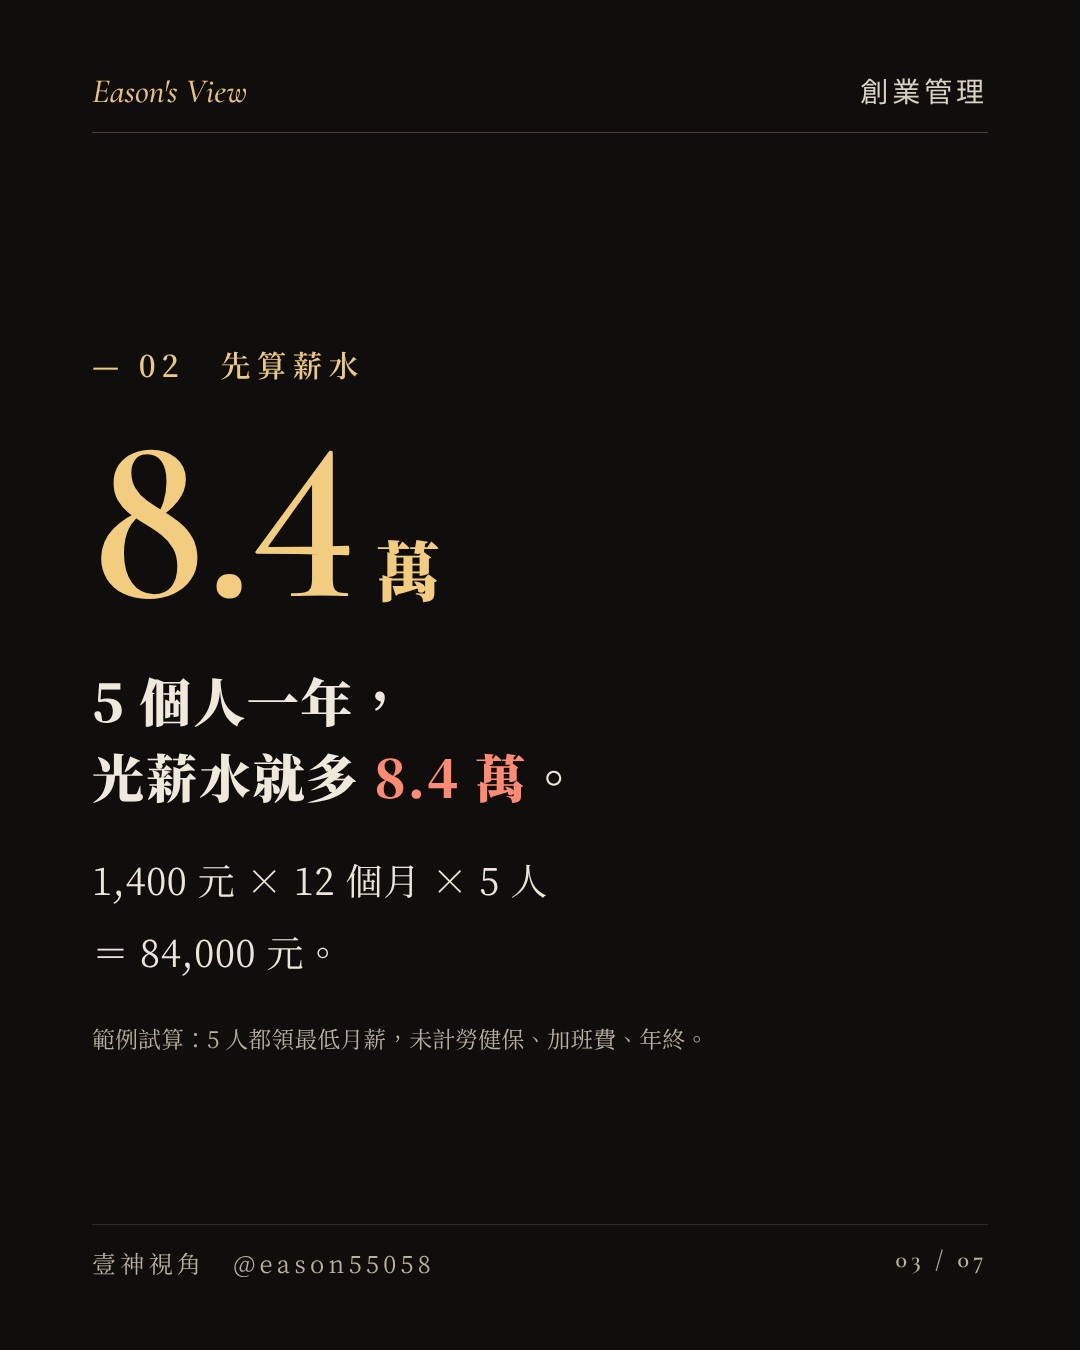 Eason's View
創業管理
— 02 先算薪水
8.4 萬
5 個人一年，
光薪水就多 8.4 萬。
1,400 元 × 12 個月 × 5 人
＝ 84,000 元。
範例試算：5 人都領最低月薪，未計勞健保、加班費、年終。
壹神視角 @eason55058
03 / 07